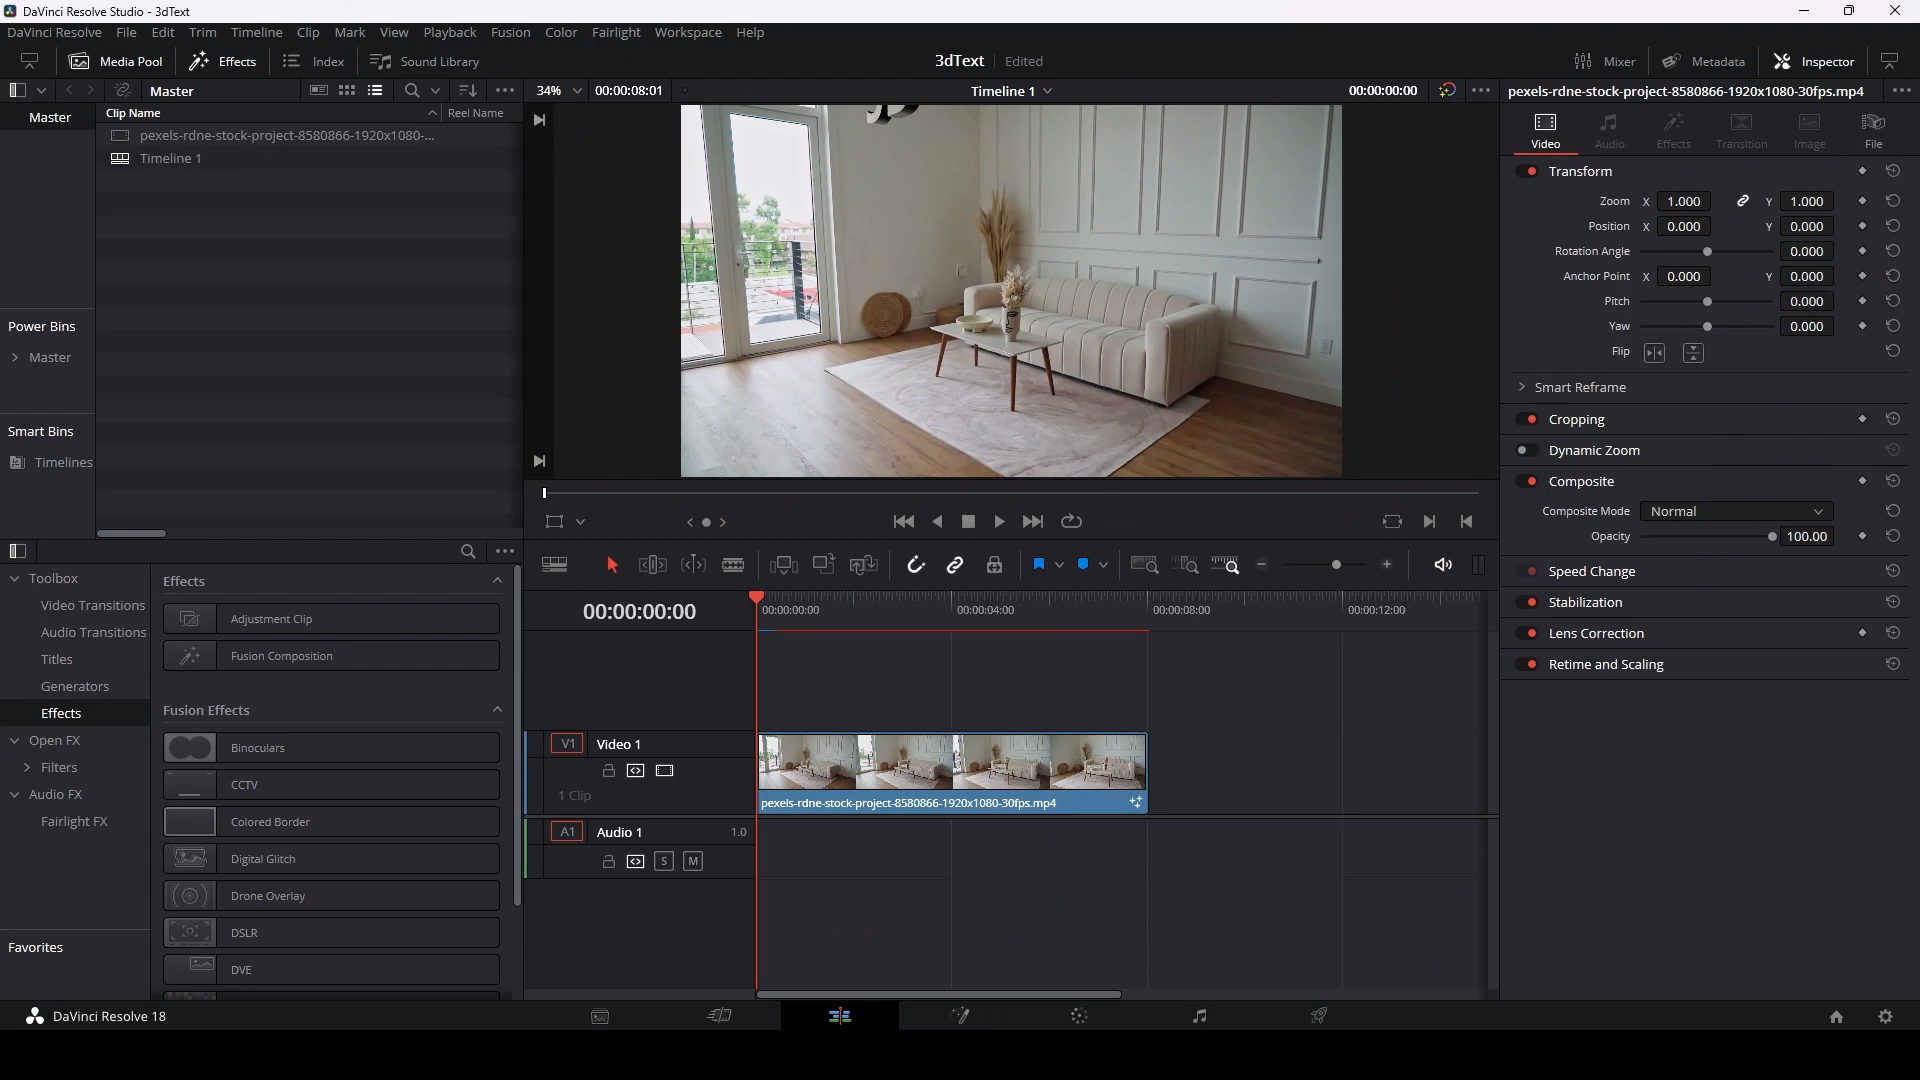 DaVinci Resolve Studio - 3dText
DaVinci Resolve File Edit Trim Timeline Clip Mark View Playback Fusion Color Fairlight Workspace Help
Media Pool Effects Index Sound Library 3dText Edited Mixer Metadata Inspector
Master 34% 00:00:08:01 Timeline 1 00:00:00:00 pexels-rdne-stock-project-8580866-1920x1080-30fps.mp4
Master
Clip Name Reel Name
pexels-rdne-stock-project-8580866-1920x1080-...
Timeline 1
Power Bins
Master
Smart Bins
Timelines
Video Audio Effects Transition Image File
Transform
Zoom X 1.000 Y 1.000
Position X 0.000 Y 0.000
Rotation Angle 0.000
Anchor Point X 0.000 Y 0.000
Pitch 0.000
Yaw 0.000
Flip
Smart Reframe
Cropping
Dynamic Zoom
Composite
Composite Mode Normal
Opacity 100.00
Speed Change
Stabilization
Lens Correction
Retime and Scaling
Toolbox
Video Transitions
Audio Transitions
Titles
Generators
Effects
Open FX
Filters
Audio FX
Fairlight FX
Favorites
Effects
Adjustment Clip
Fusion Composition
Fusion Effects
Binoculars
CCTV
Colored Border
Digital Glitch
Drone Overlay
DSLR
DVE
00:00:00:00 00:00:00:00 00:00:04:00 00:00:08:00 00:00:12:00
V1 Video 1
1 Clip
pexels-rdne-stock-project-8580866-1920x1080-30fps.mp4
A1 Audio 1 1.0
S M
DaVinci Resolve 18